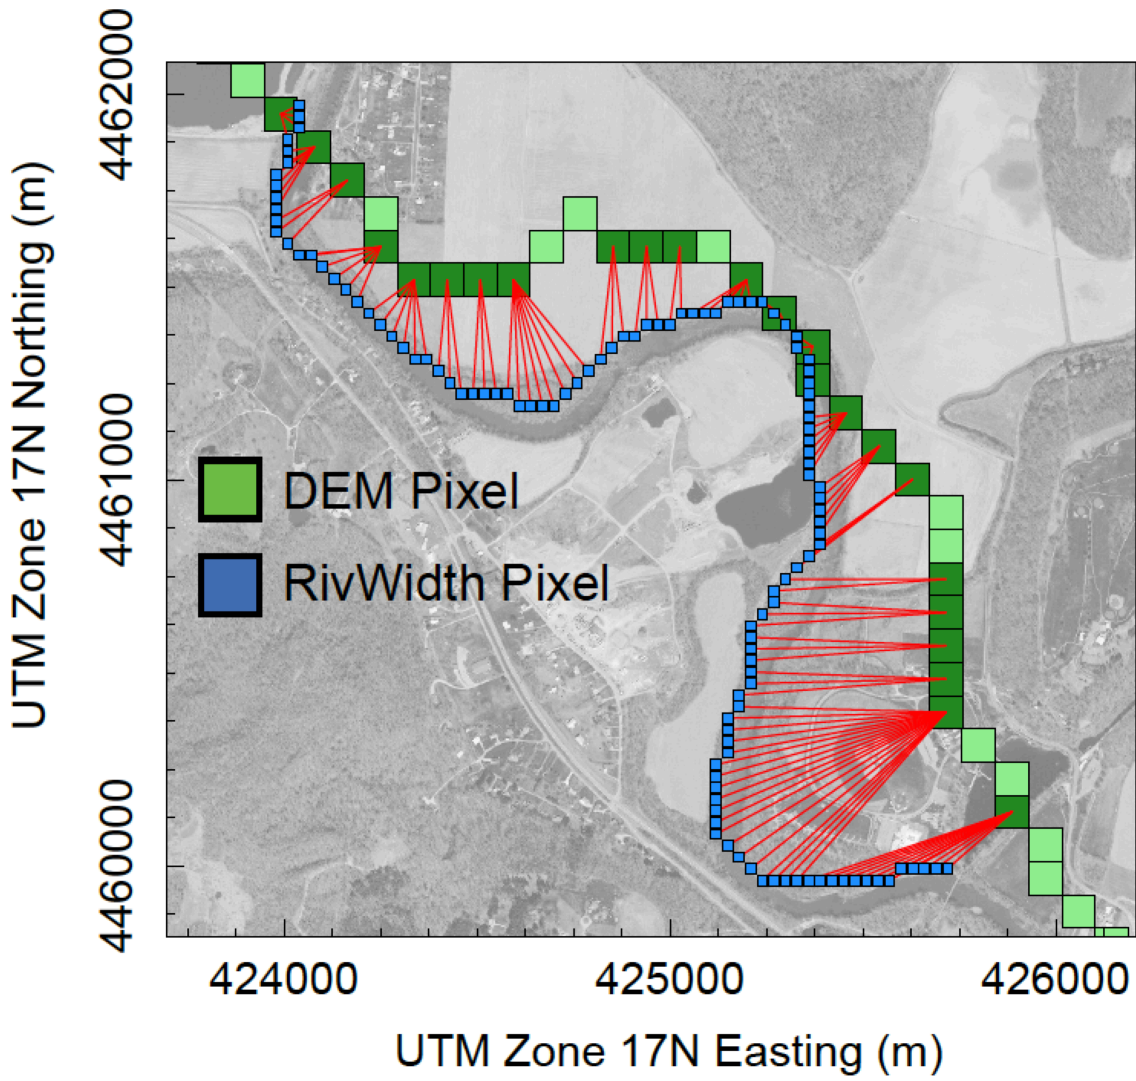 UTM Zone 17N Northing (m)
4462000
4461000
4460000
DEM Pixel
RivWidth Pixel
424000
425000
426000
UTM Zone 17N Easting (m)